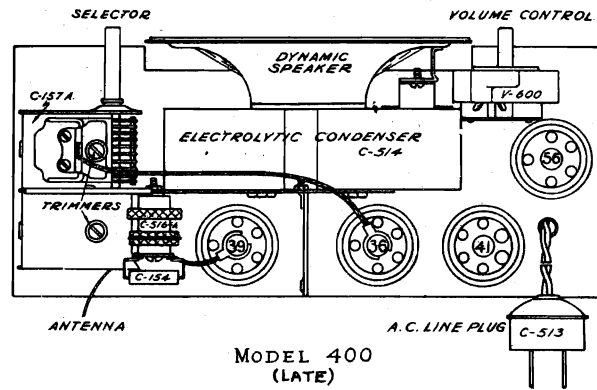 SELECTOR
VOLUME CONTROL
DYNAMIC
SPEAKER
C-157A
V-600
ELECTROLYTIC CONDENSER
C-514
56
TRIMMERS
C-516-A
39
36
41
C-154
ANTENNA
A.C. LINE PLUG
C-513
MODEL 400
(LATE)